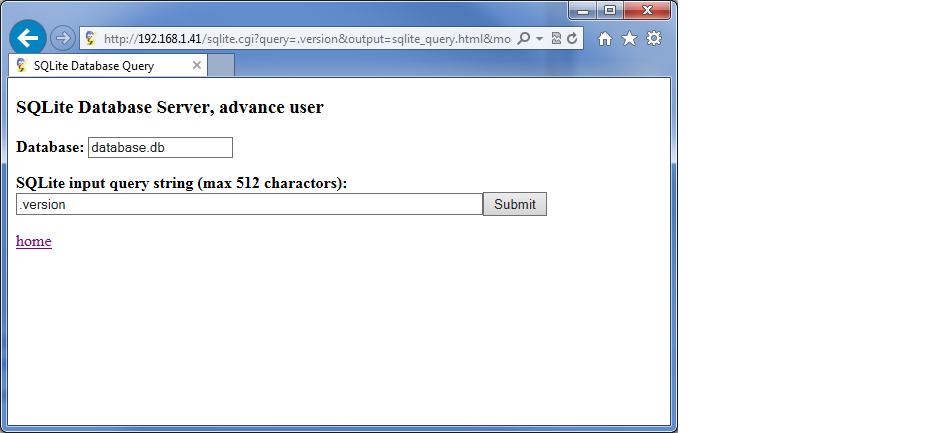 http://192.168.1.41/sqlite.cgi?query=.version&output=sqlite_query.html&mo
SQLite Database Query
SQLite Database Server, advance user
Database: database.db
SQLite input query string (max 512 charactors):
.version Submit
home